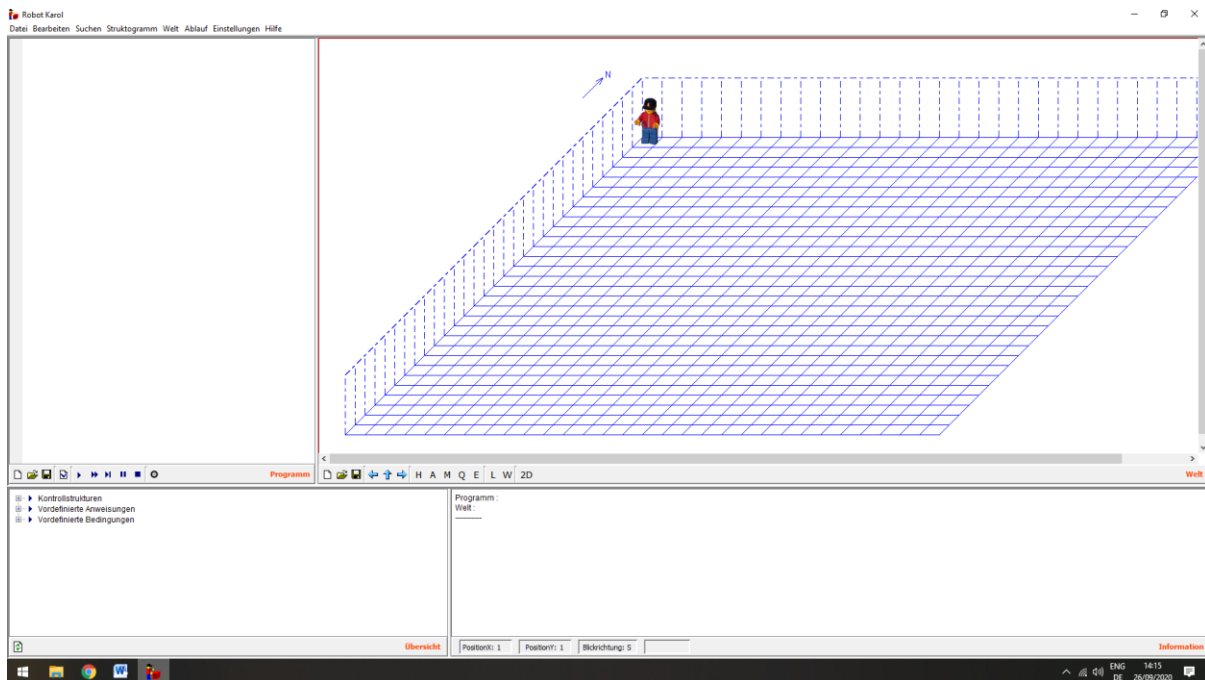 Robot Karol
Datei Bearbeiten Suchen Struktogramm Welt Ablauf Einstellungen Hilfe
N
Programm
H A M Q E L W 2D
Welt
Kontrollstrukturen
Vordefinierte Anweisungen
Vordefinierte Bedingungen
Übersicht
Programm :
Welt :
----------
PositionX: 1 PositionY: 1 Blickrichtung: S
Information
ENG 14:15
DE 26/09/2020